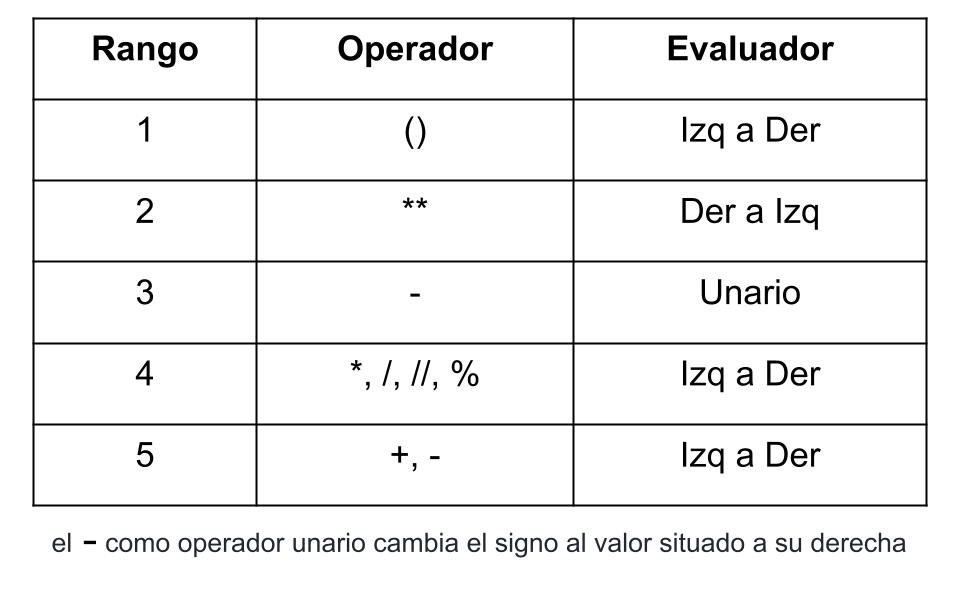 Rango Operador Evaluador
1 () Izq a Der
2 ** Der a Izq
3 - Unario
4 *, /, //, % Izq a Der
5 +, - Izq a Der
el - como operador unario cambia el signo al valor situado a su derecha